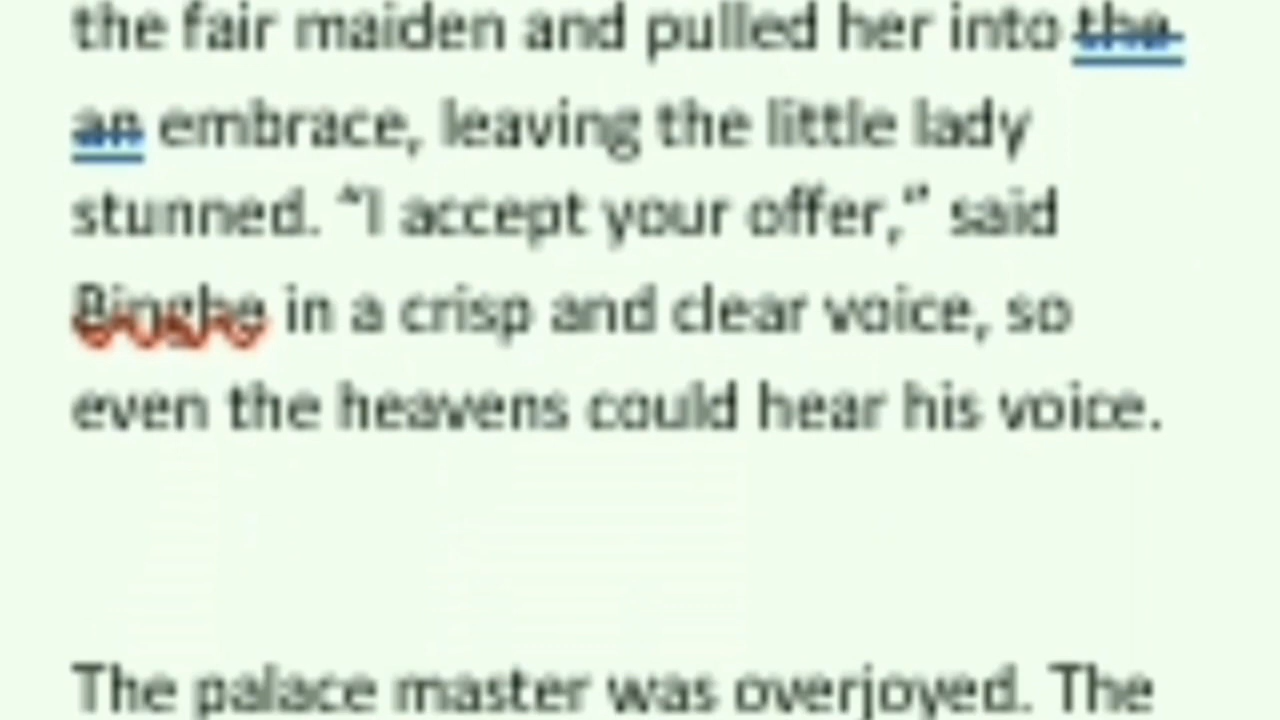 the fair maiden and pulled her into the
an embrace, leaving the little lady
stunned. “I accept your offer,” said
Binghe in a crisp and clear voice, so
even the heavens could hear his voice.
The palace master was overjoyed. The